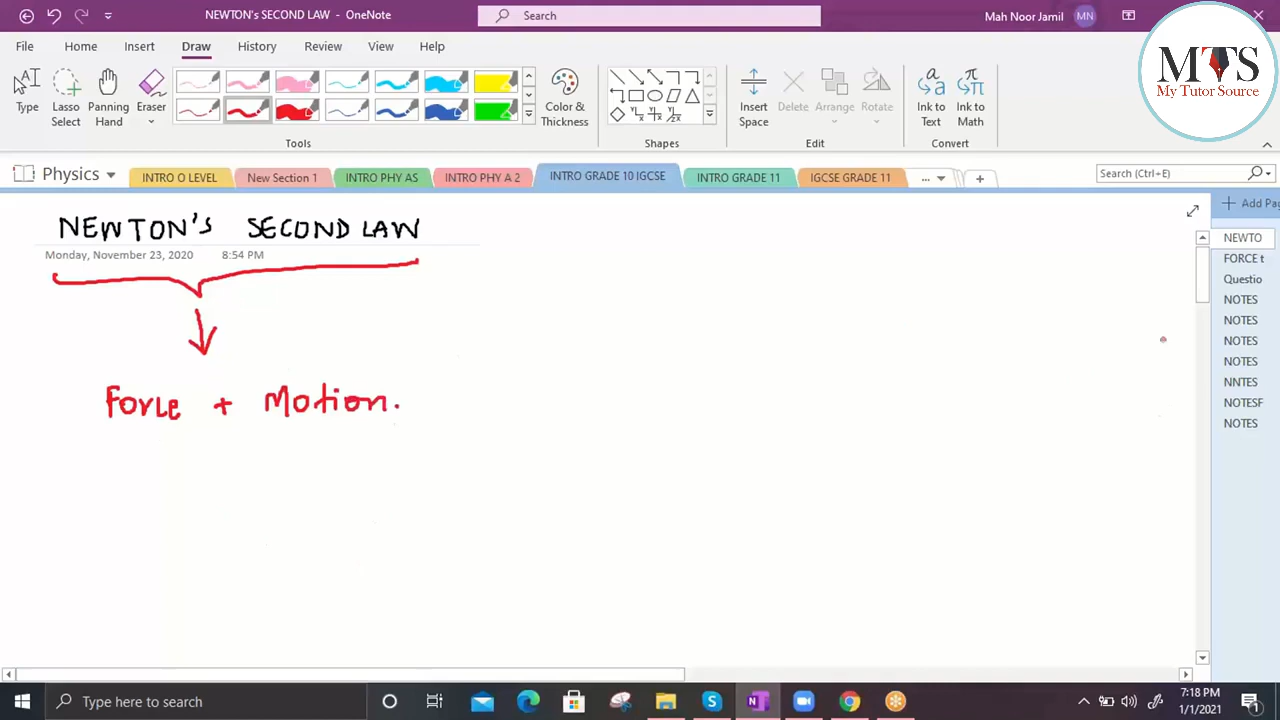 NEWTON's SECOND LAW - OneNote
Search
Mah Noor Jamil
MN
File Home Insert Draw History Review View Help
Type
Lasso Select
Panning Hand
Eraser
Color & Thickness
Insert Space
Delete
Arrange
Rotate
Ink to Text
Ink to Math
Tools
Shapes
Edit
Convert
MTS
My Tutor Source
Physics
INTRO O LEVEL
New Section 1
INTRO PHY AS
INTRO PHY A 2
INTRO GRADE 10 IGCSE
INTRO GRADE 11
IGCSE GRADE 11
...
Search (Ctrl+E)
Add Pag
NEWTON's SECOND LAW
Monday, November 23, 2020 8:54 PM
Force + Motion.
NEWTO
FORCE t
Questio
NOTES
NOTES
NOTES
NOTES
NNTES
NOTESF
NOTES
Type here to search
7:18 PM
1/1/2021
1